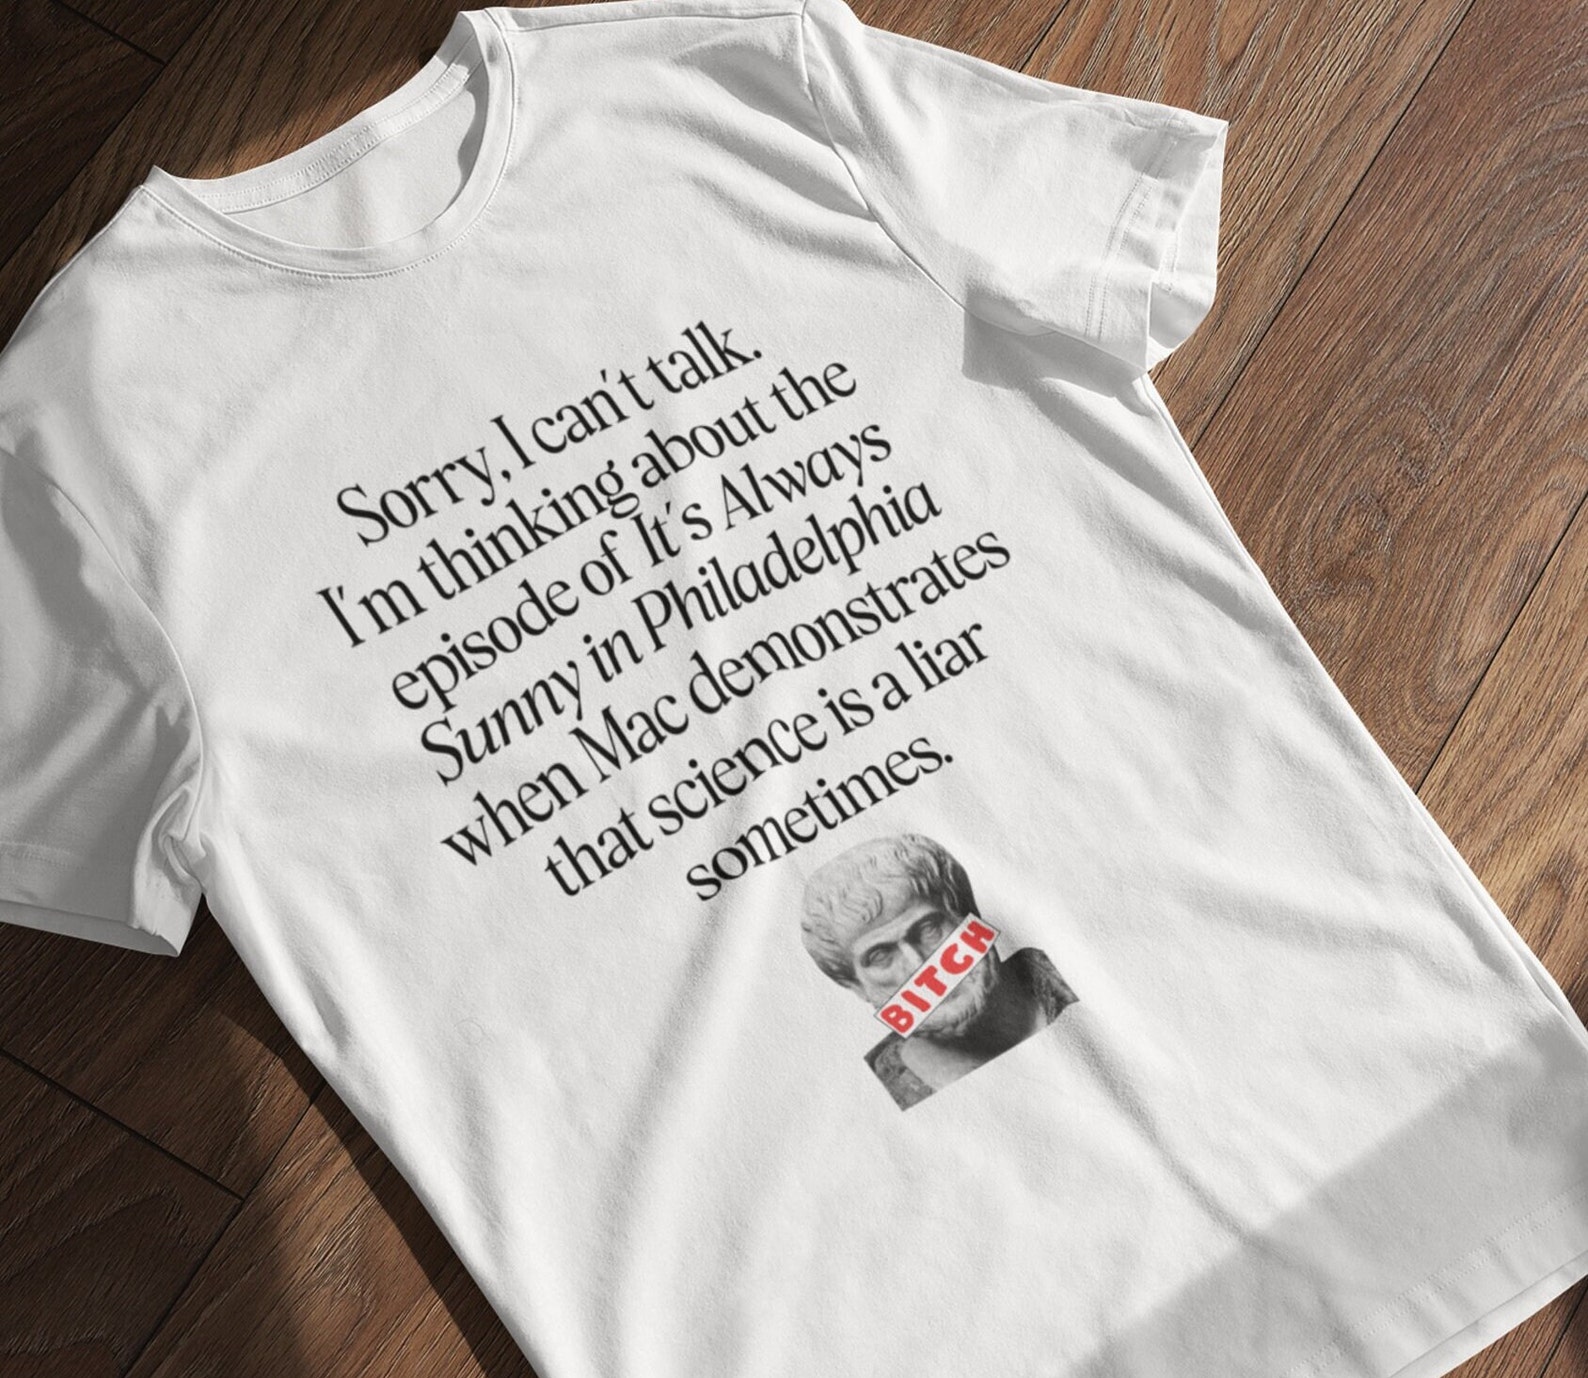 Sorry, I can't talk.
I'm thinking about the
episode of It's Always
Sunny in Philadelphia
when Mac demonstrates
that science is a liar
sometimes.
BITCH